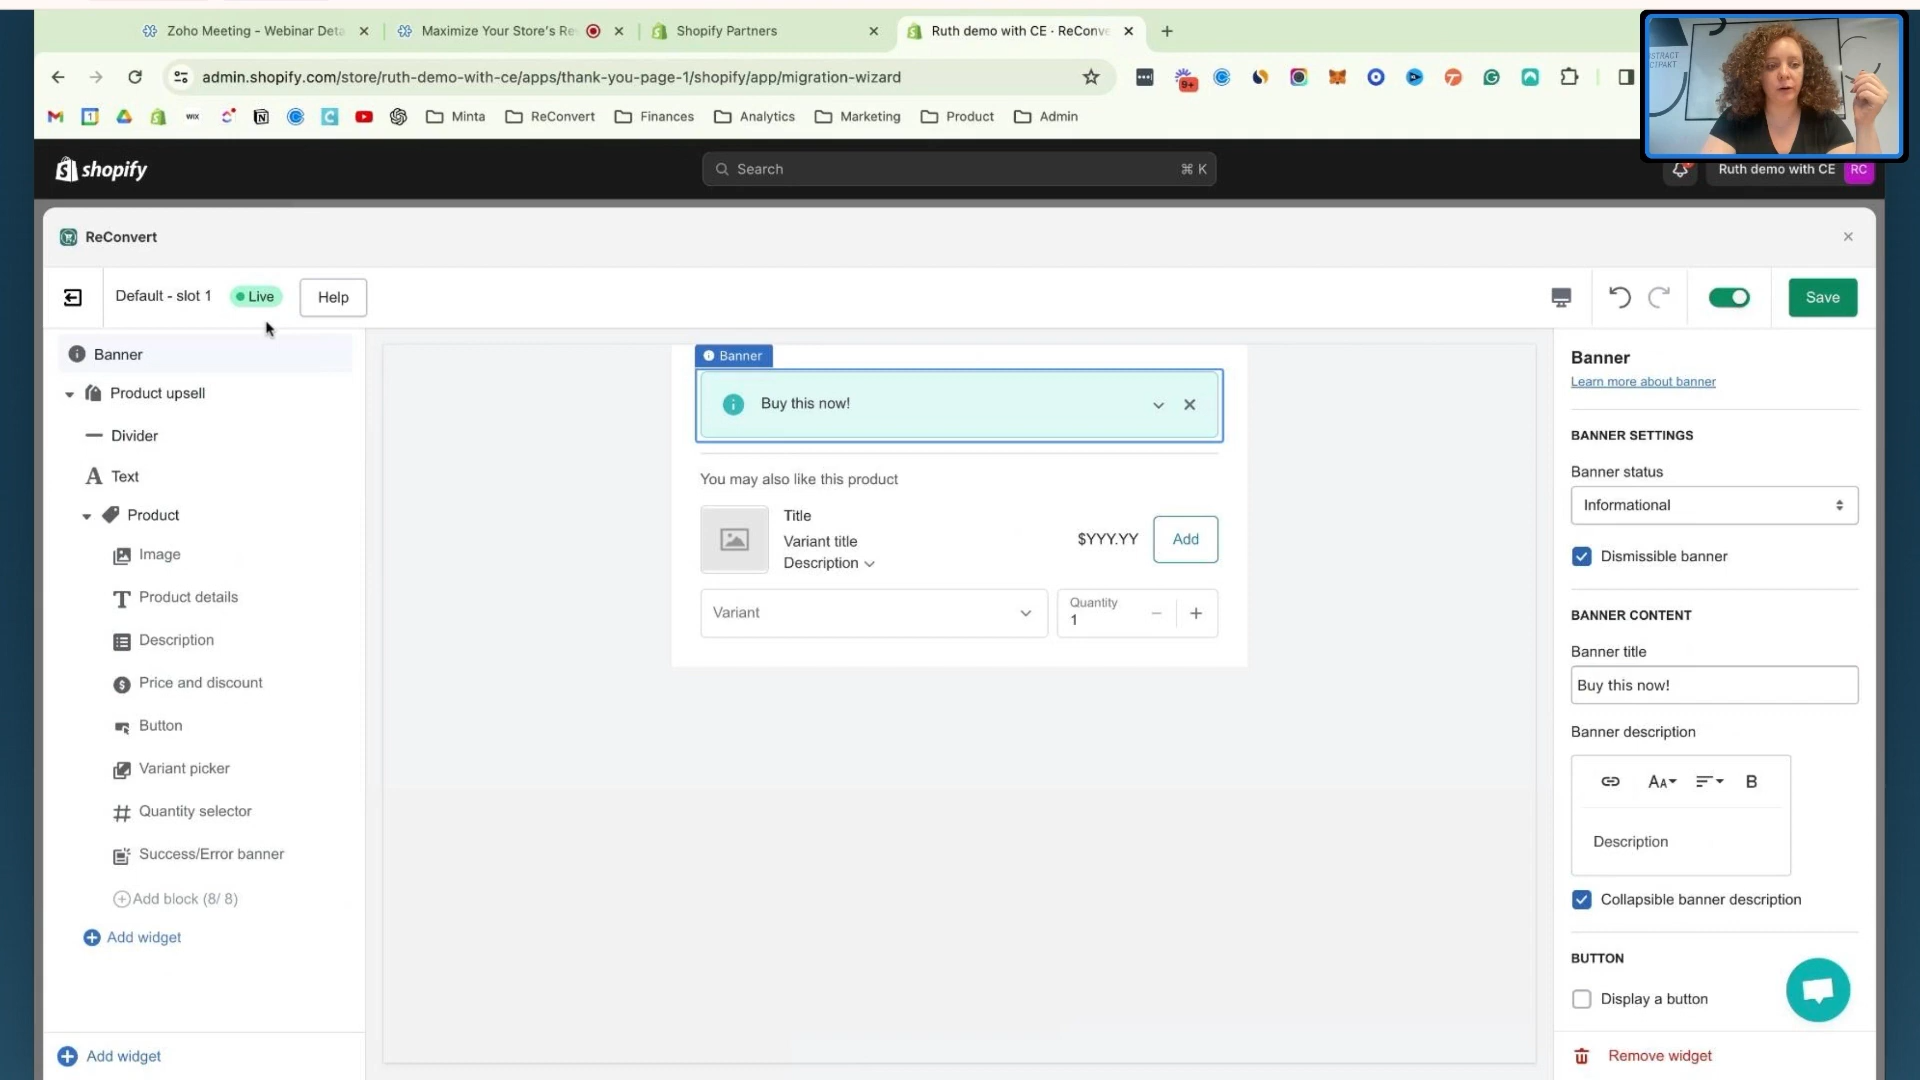 Zoho Meeting - Webinar Deta
Maximize Your Store's Re
Shopify Partners
Ruth demo with CE · ReConve
admin.shopify.com/store/ruth-demo-with-ce/apps/thank-you-page-1/shopify/app/migration-wizard
9+
WIX
Minta
ReConvert
Finances
Analytics
Marketing
Product
Admin
shopify
Search
⌘ K
Ruth demo with CE
RC
ReConvert
Default - slot 1
Live
Help
Save
Banner
Product upsell
Divider
Text
Product
Image
Product details
Description
Price and discount
Button
Variant picker
Quantity selector
Success/Error banner
Add block (8/ 8)
Add widget
Add widget
Banner
Buy this now!
You may also like this product
Title
Variant title
Description
$YYY.YY
Add
Variant
Quantity
1
Banner
Learn more about banner
BANNER SETTINGS
Banner status
Informational
Dismissible banner
BANNER CONTENT
Banner title
Buy this now!
Banner description
B
Description
Collapsible banner description
BUTTON
Display a button
Remove widget